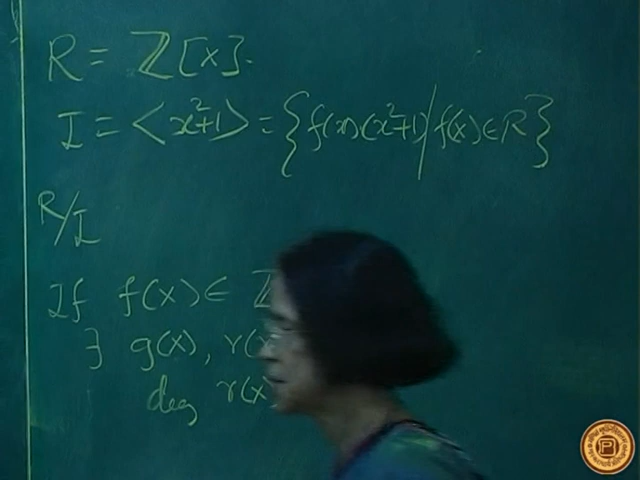 R = ℤ[x].
I = <x²+1> = {f(x)(x²+1) / f(x) ∈ R}
R/I
If f(x) ∈ ℤ
∃ g(x), r(x
deg r(x)